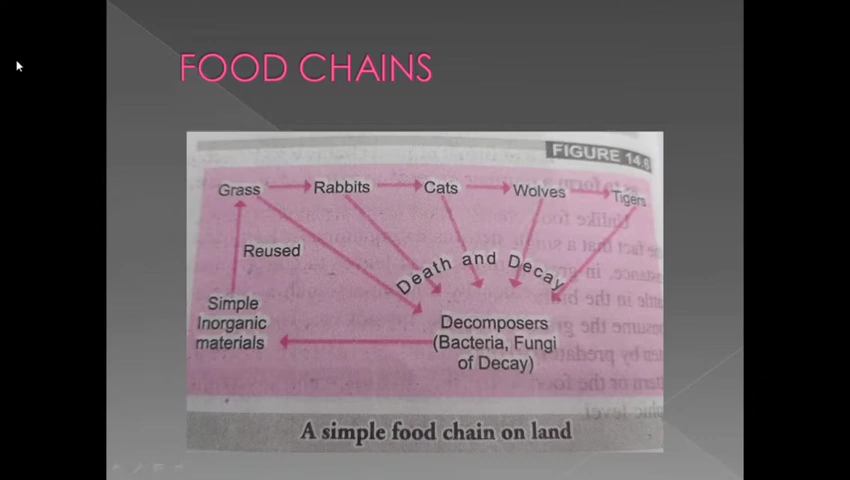 FOOD CHAINS
FIGURE 14.
Grass Rabbits Cats Wolves Tigers
Reused
Death and Decay
Simple
Inorganic
materials
Decomposers
(Bacteria, Fungi
of Decay)
A simple food chain on land